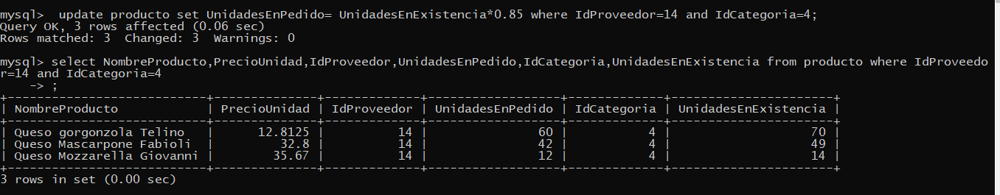 mysql>  update producto set UnidadesEnPedido= UnidadesEnExistencia*0.85 where IdProveedor=14 and IdCategoria=4;
Query OK, 3 rows affected (0.06 sec)
Rows matched: 3  Changed: 3  Warnings: 0
mysql> select NombreProducto,PrecioUnidad,IdProveedor,UnidadesEnPedido,IdCategoria,UnidadesEnExistencia from producto where IdProveedo
r=14 and IdCategoria=4
    -> ;
+---------------------------+--------------+-------------+------------------+-------------+----------------------+
| NombreProducto            | PrecioUnidad | IdProveedor | UnidadesEnPedido | IdCategoria | UnidadesEnExistencia |
+---------------------------+--------------+-------------+------------------+-------------+----------------------+
| Queso gorgonzola Telino   |      12.8125 |          14 |               60 |           4 |                   70 |
| Queso Mascarpone Fabioli  |         32.8 |          14 |               42 |           4 |                   49 |
| Queso Mozzarella Giovanni |        35.67 |          14 |               12 |           4 |                   14 |
+---------------------------+--------------+-------------+------------------+-------------+----------------------+
3 rows in set (0.00 sec)